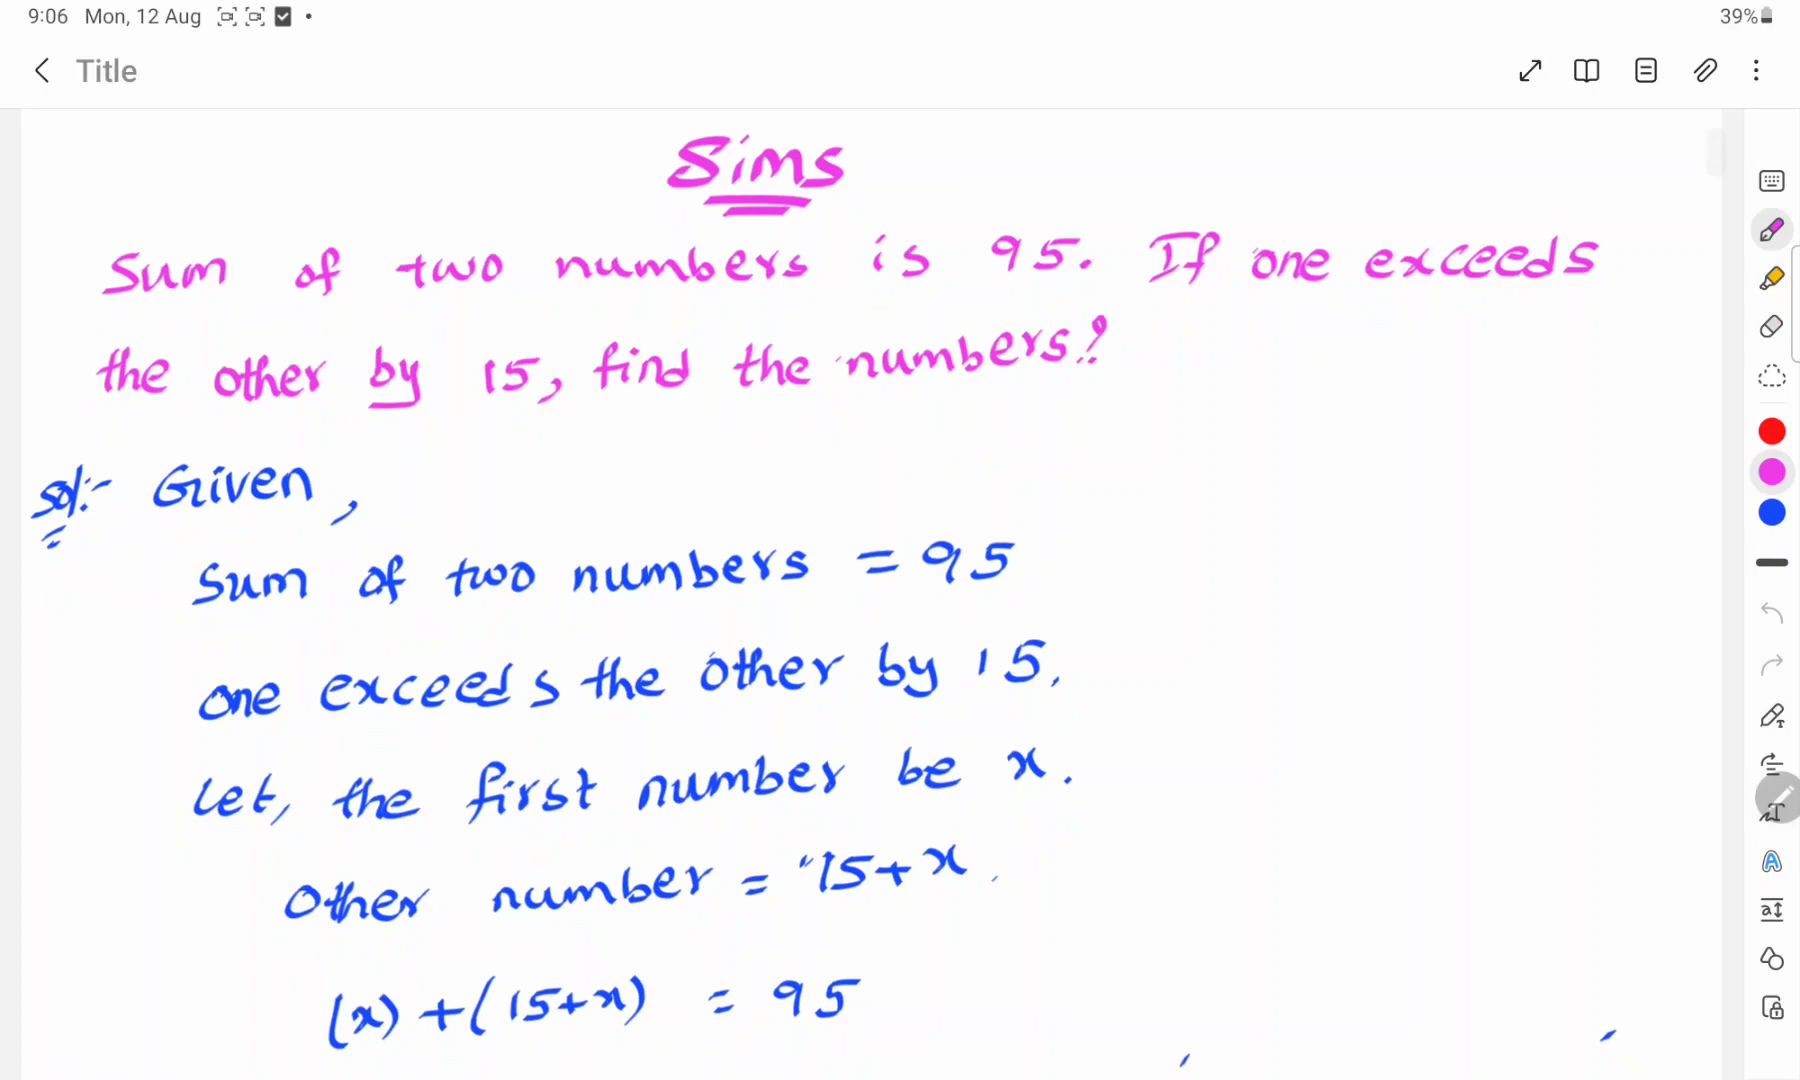 9:06 Mon, 12 Aug
39%
Title
Sims
Sum of two numbers is 95. If one exceeds
the other by 15, find the numbers?
Sol:- Given,
Sum of two numbers = 95
one exceeds the other by 15.
Let, the first number be x.
Other number = 15+x.
(x) + (15+x) = 95